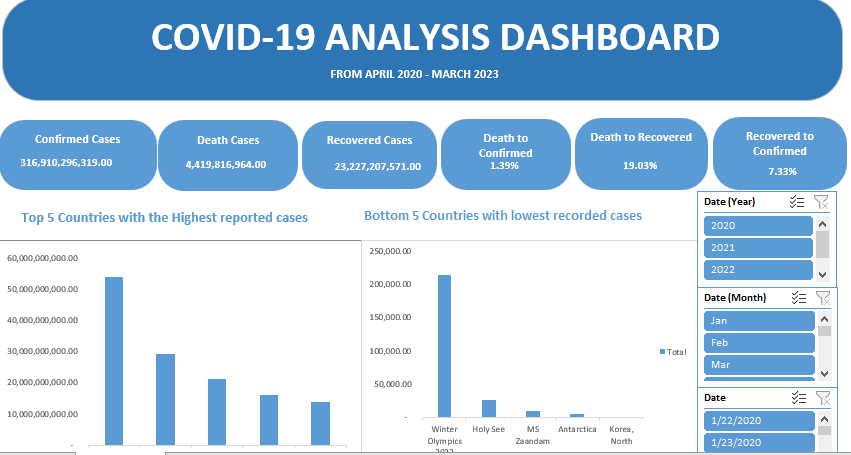 COVID-19 ANALYSIS DASHBOARD
FROM APRIL 2020 - MARCH 2023
Confirmed Cases
316,910,296,319.00
Death Cases
4,419,816,964.00
Recovered Cases
23,227,207,571.00
Death to
Confirmed
1.39%
Death to Recovered
19.03%
Recovered to
Confirmed
7.33%
Top 5 Countries with the Highest reported cases
60,000,000,000.00
50,000,000,000.00
40,000,000,000.00
30,000,000,000.00
20,000,000,000.00
10,000,000,000.00
-
Bottom 5 Countries with lowest recorded cases
250,000.00
200,000.00
150,000.00
100,000.00
50,000.00
-
Winter
Olympics
2022
Holy See
MS
Zaandam
Antarctica
Korea,
North
Total
Date (Year)
2020
2021
2022
Date (Month)
Jan
Feb
Mar
Date
1/22/2020
1/23/2020